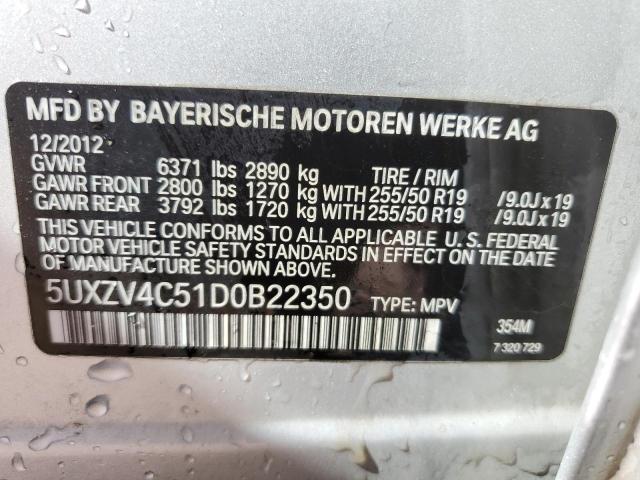 MFD BY BAYERISCHE MOTOREN WERKE AG
12/2012
GVWR 6371 lbs 2890 kg TIRE / RIM
GAWR FRONT 2800 lbs 1270 kg WITH 255/50 R19 /9.0J x 19
GAWR REAR 3792 lbs 1720 kg WITH 255/50 R19 /9.0J x 19
THIS VEHICLE CONFORMS TO ALL APPLICABLE U. S. FEDERAL
MOTOR VEHICLE SAFETY STANDARDS IN EFFECT ON THE DATE
OF MANUFACTURE FROM ABOVE.
5UXZV4C51D0B22350 TYPE: MPV
354M
7 320 729